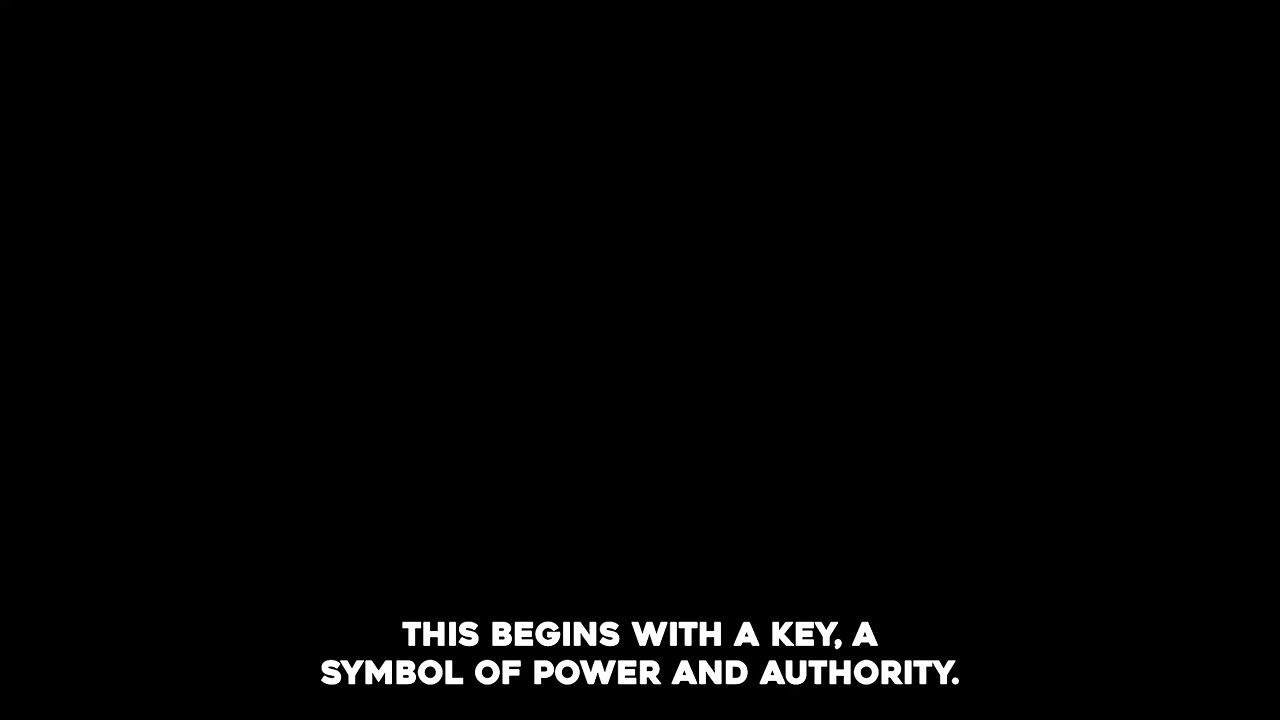 THIS BEGINS WITH A KEY, A
SYMBOL OF POWER AND AUTHORITY.